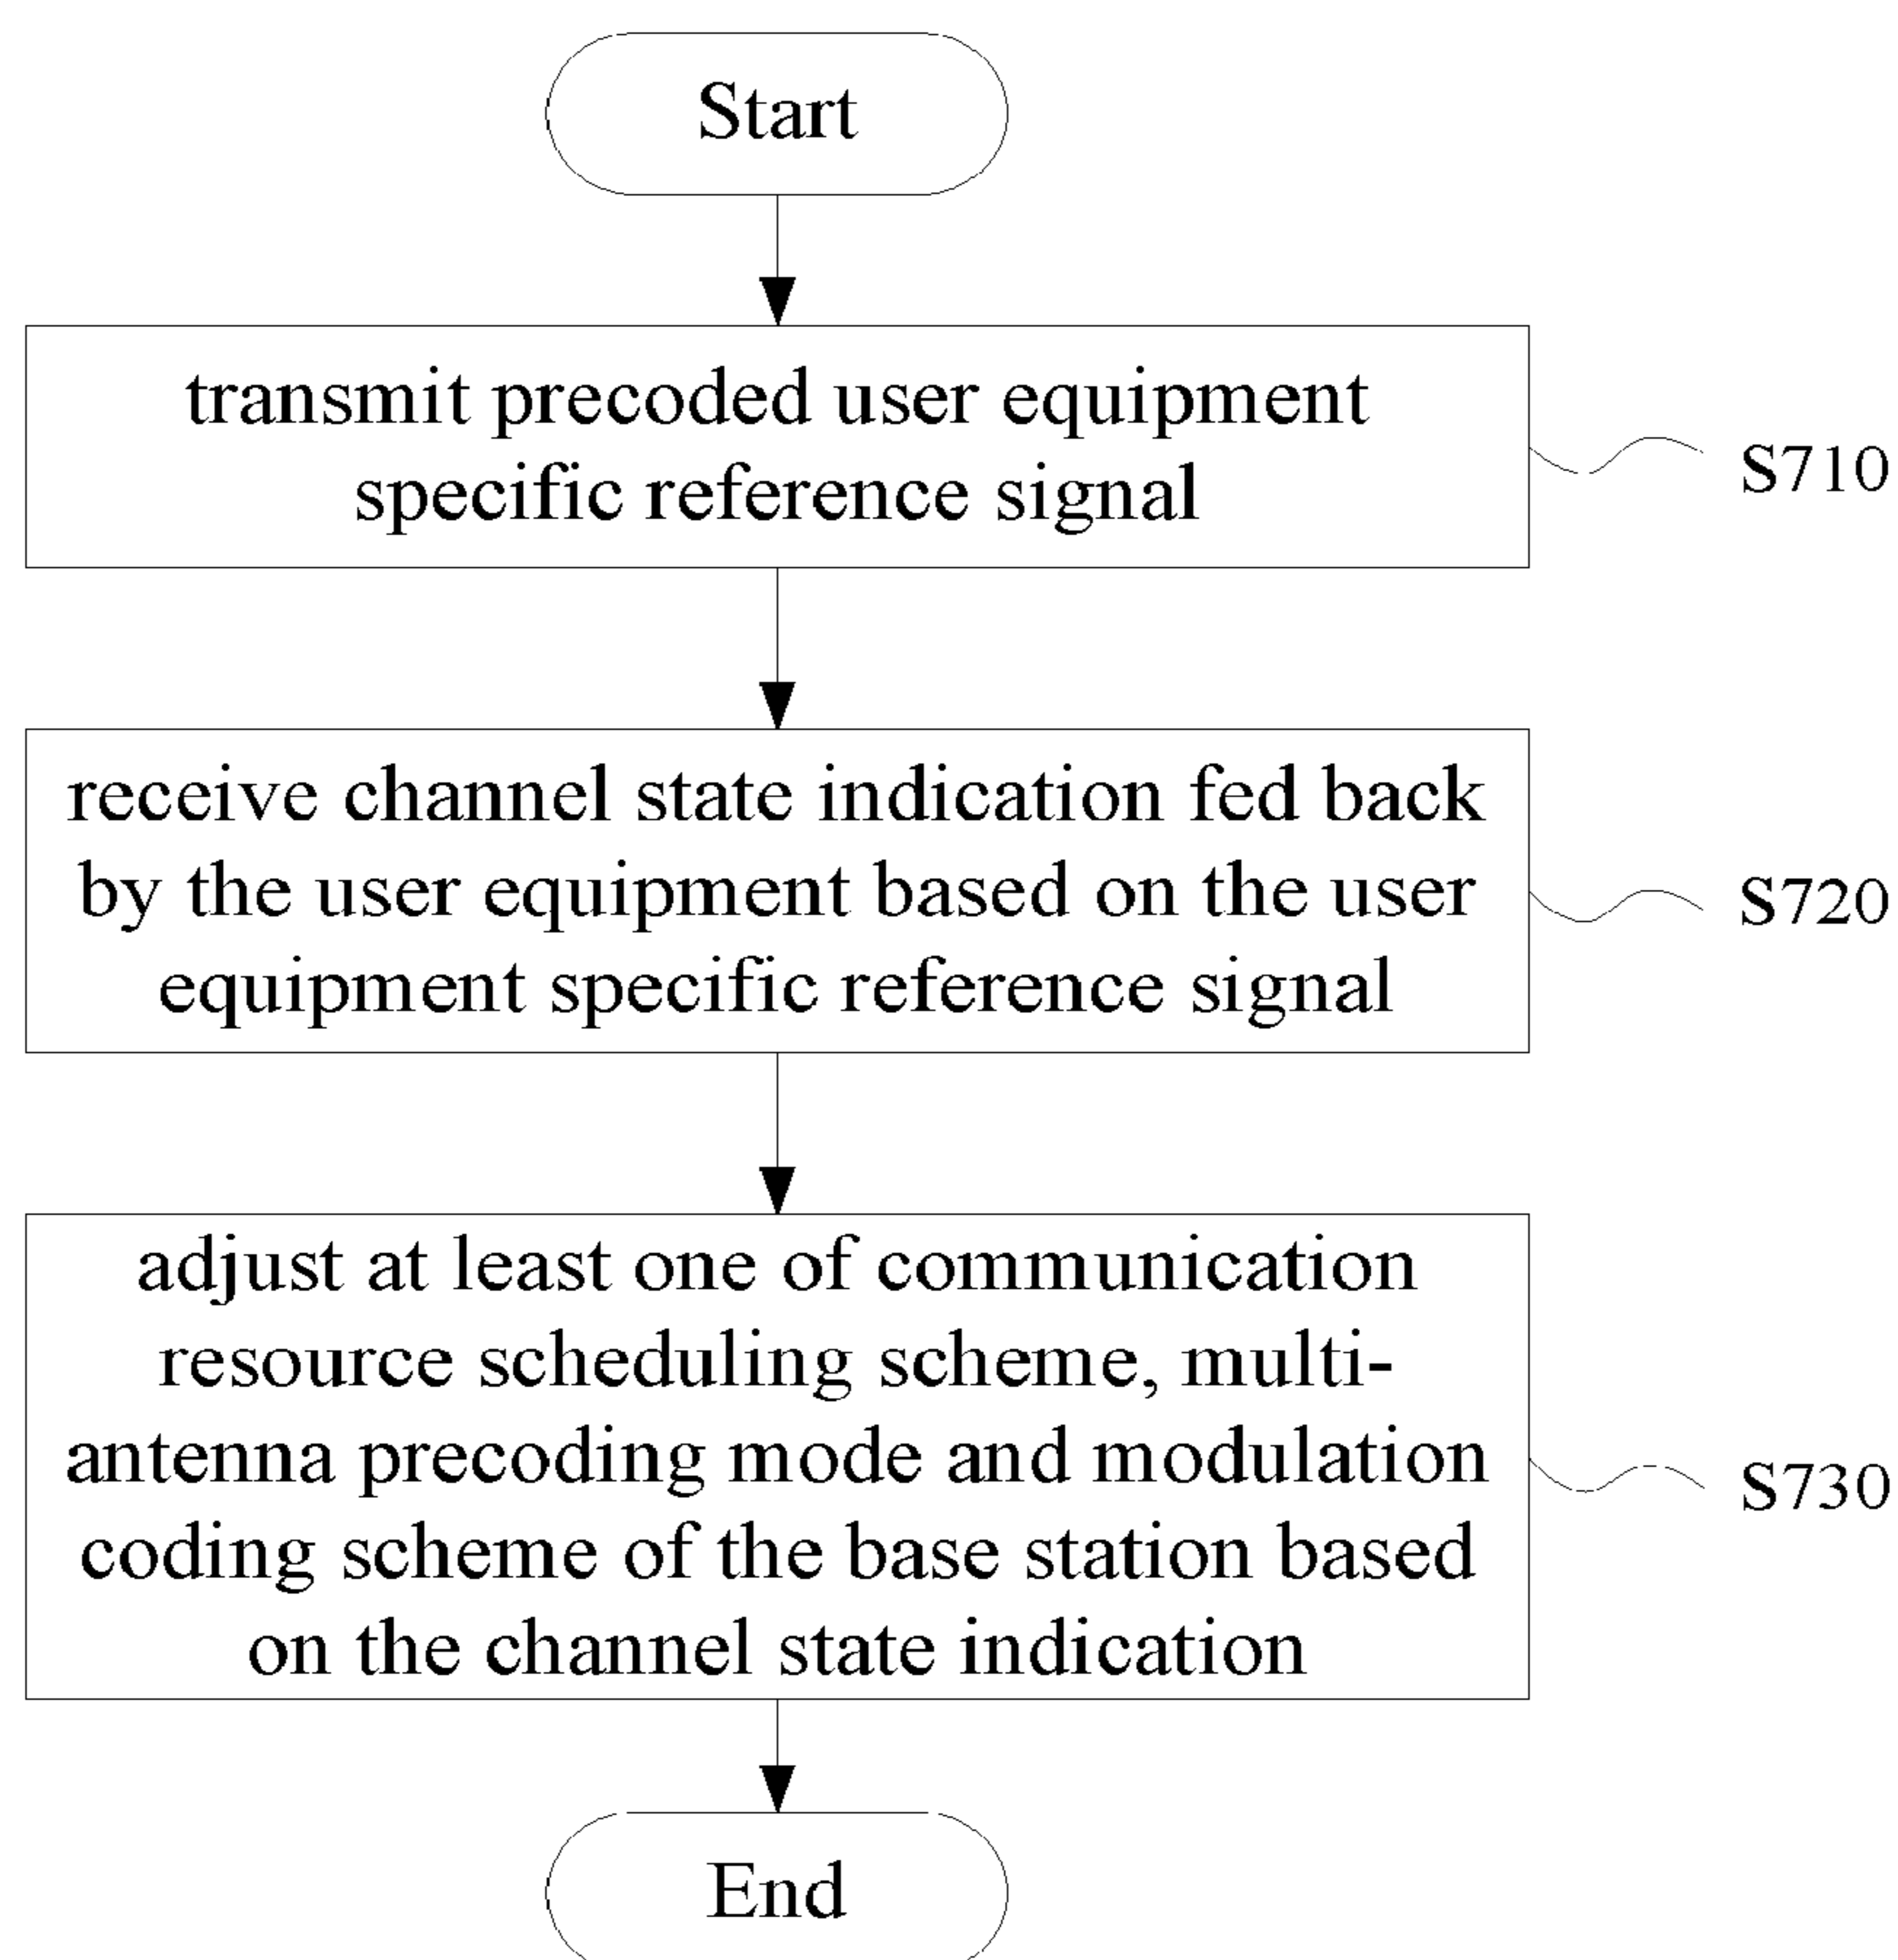 Start
transmit precoded user equipment
specific reference signal
S710
receive channel state indication fed back
by the user equipment based on the user
equipment specific reference signal
S720
adjust at least one of communication
resource scheduling scheme, multi-
antenna precoding mode and modulation
coding scheme of the base station based
on the channel state indication
S730
End